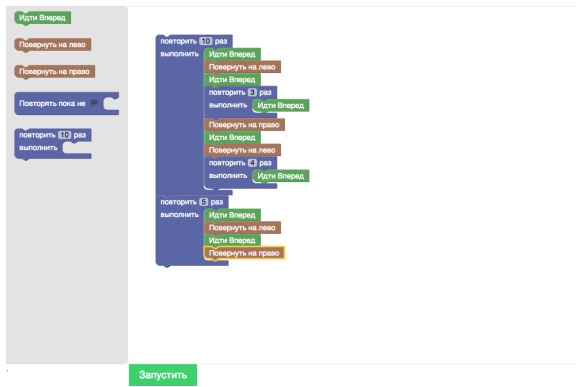 Идти Вперед
Повернуть на лево
Повернуть на право
Повторять пока не
повторить 10 раз
выполнить
повторить 10 раз
выполнить Идти Вперед
Повернуть на лево
Идти Вперед
повторить 3 раз
выполнить Идти Вперед
Повернуть на право
Идти Вперед
Повернуть на лево
повторить 4 раз
выполнить Идти Вперед
повторить 5 раз
выполнить Идти Вперед
Повернуть на лево
Идти Вперед
Повернуть на право
Запустить